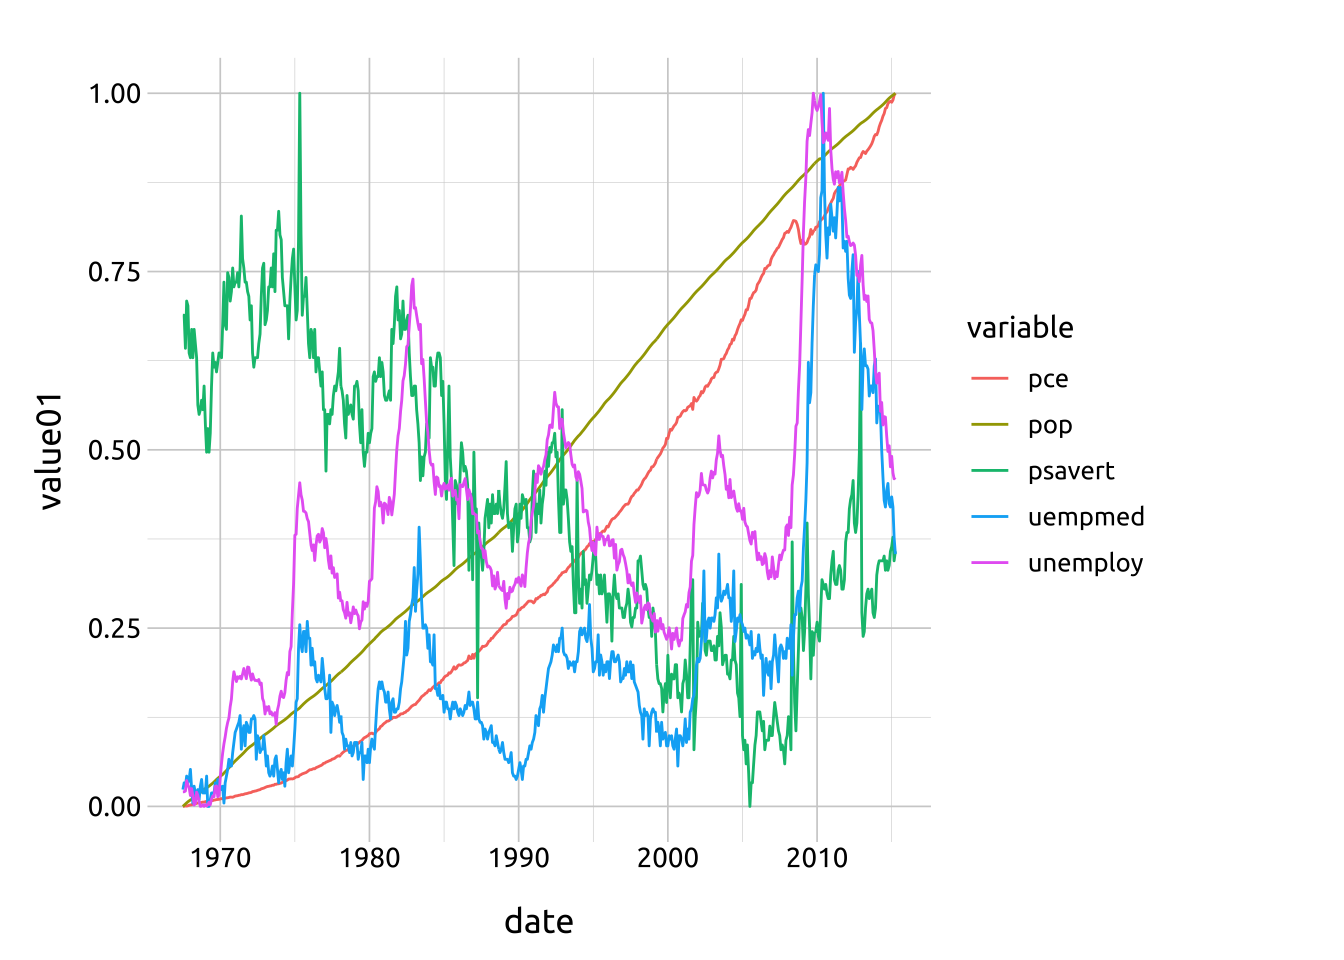 1.00
0.75
0.50
0.25
0.00
value01
1970 1980 1990 2000 2010
date
variable
pce
pop
psavert
uempmed
unemploy